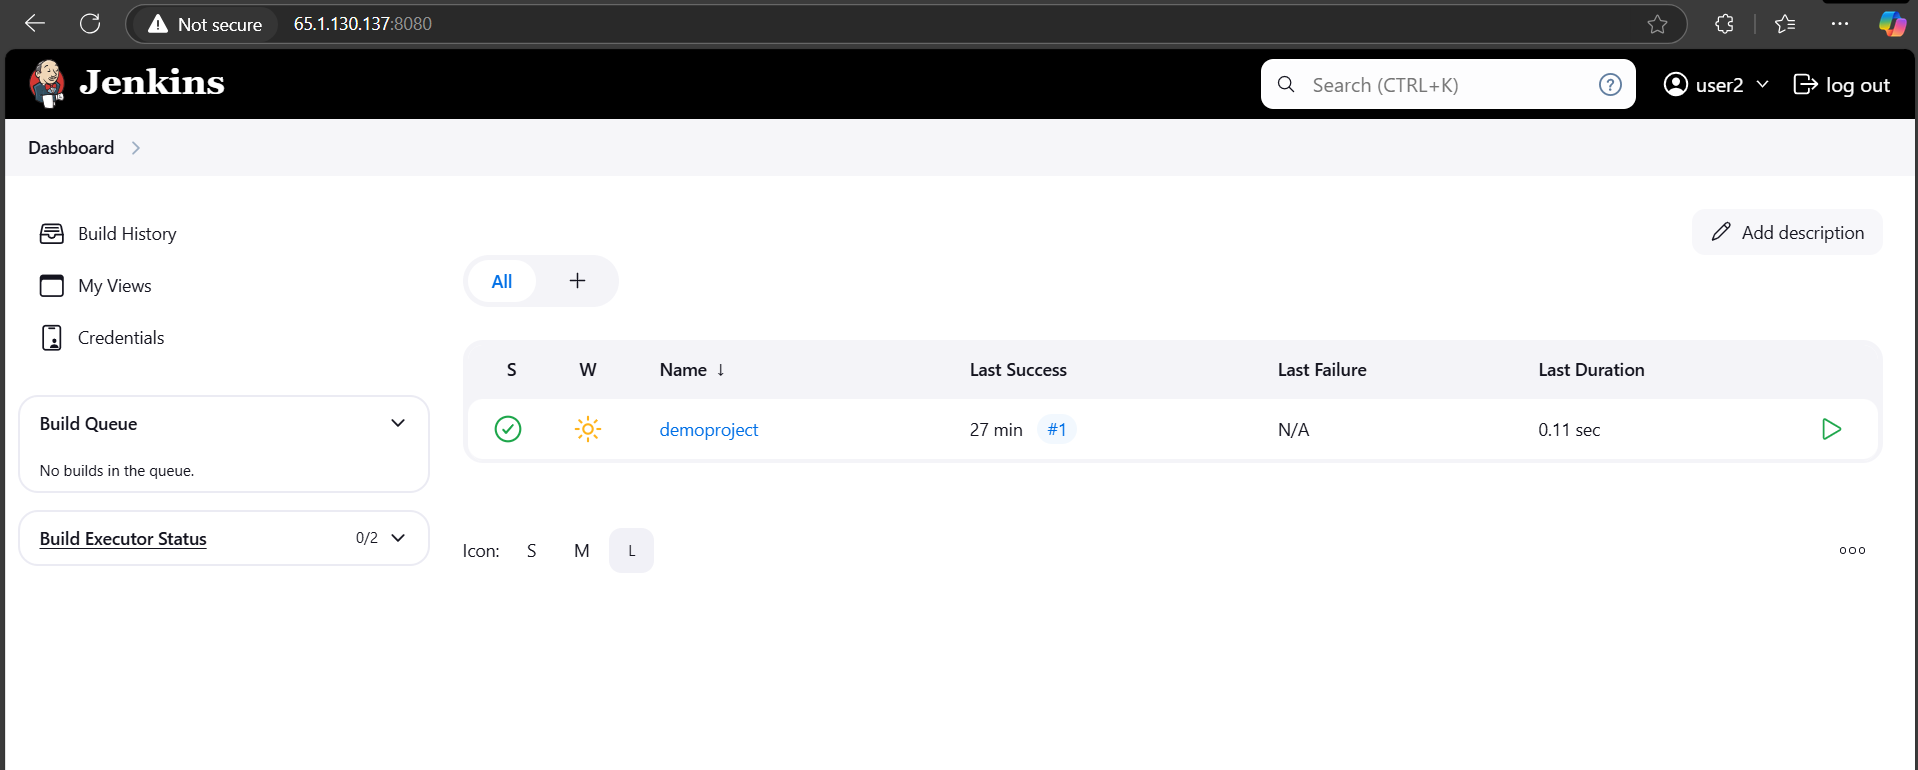 Not secure 65.1.130.137:8080
Jenkins
Search (CTRL+K) ?
user2
log out
Dashboard
Build History
My Views
Credentials
Build Queue
No builds in the queue.
Build Executor Status 0/2
Add description
All +
S W Name ↓ Last Success Last Failure Last Duration
demoproject 27 min #1 N/A 0.11 sec
Icon: S M L